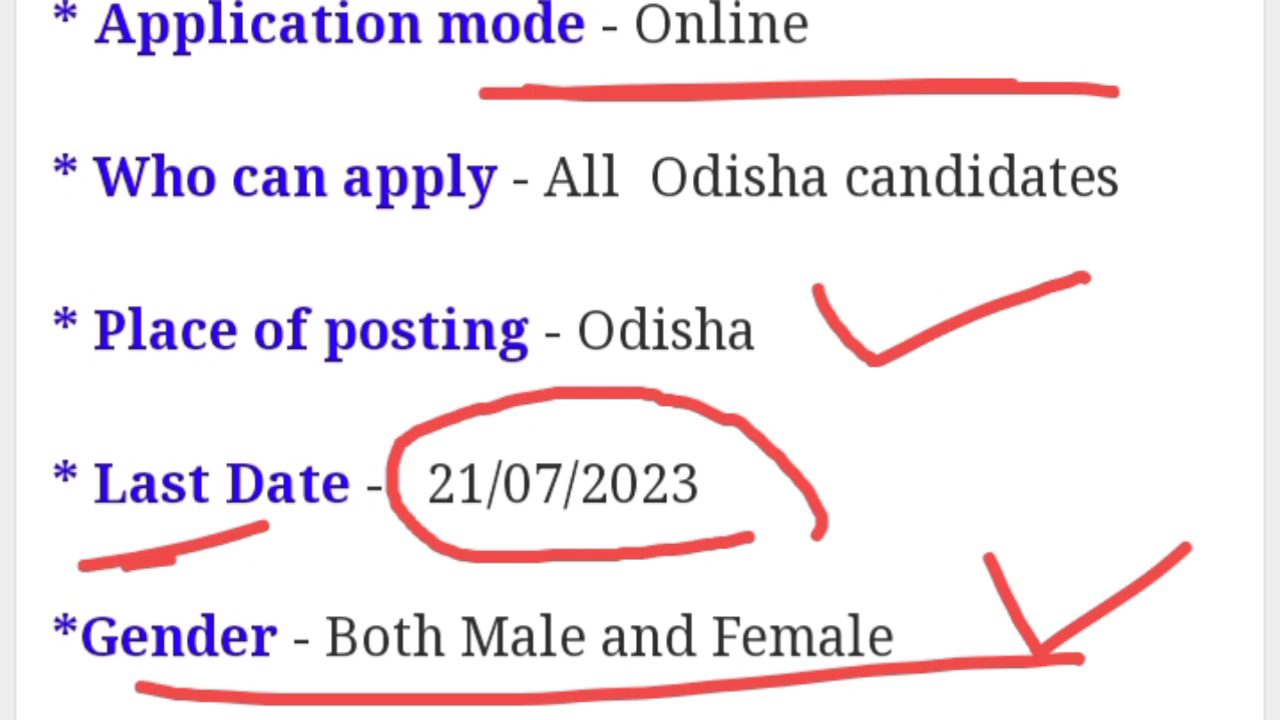 * Application mode - Online
* Who can apply - All  Odisha candidates
* Place of posting - Odisha
* Last Date - 21/07/2023
*Gender - Both Male and Female